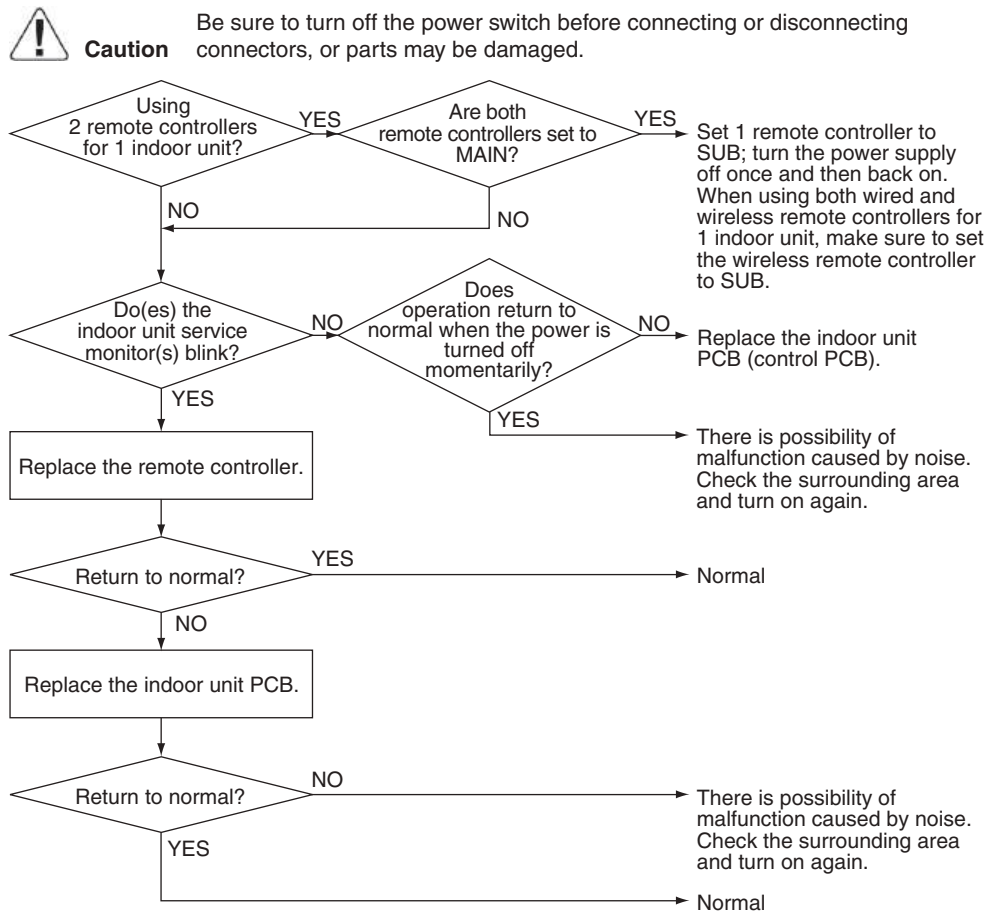 Be sure to turn off the power switch before connecting or disconnecting
Caution connectors, or parts may be damaged.
Using
2 remote controllers
for 1 indoor unit?
YES
Are both
remote controllers set to
MAIN?
YES
Set 1 remote controller to
SUB; turn the power supply
off once and then back on.
When using both wired and
wireless remote controllers for
1 indoor unit, make sure to set
the wireless remote controller
to SUB.
NO
NO
Do(es) the
indoor unit service
monitor(s) blink?
NO
Does
operation return to
normal when the power is
turned off
momentarily?
NO
Replace the indoor unit
PCB (control PCB).
YES
YES
There is possibility of
malfunction caused by noise.
Check the surrounding area
and turn on again.
Replace the remote controller.
Return to normal?
YES
Normal
NO
Replace the indoor unit PCB.
Return to normal?
NO
There is possibility of
malfunction caused by noise.
Check the surrounding area
and turn on again.
YES
Normal